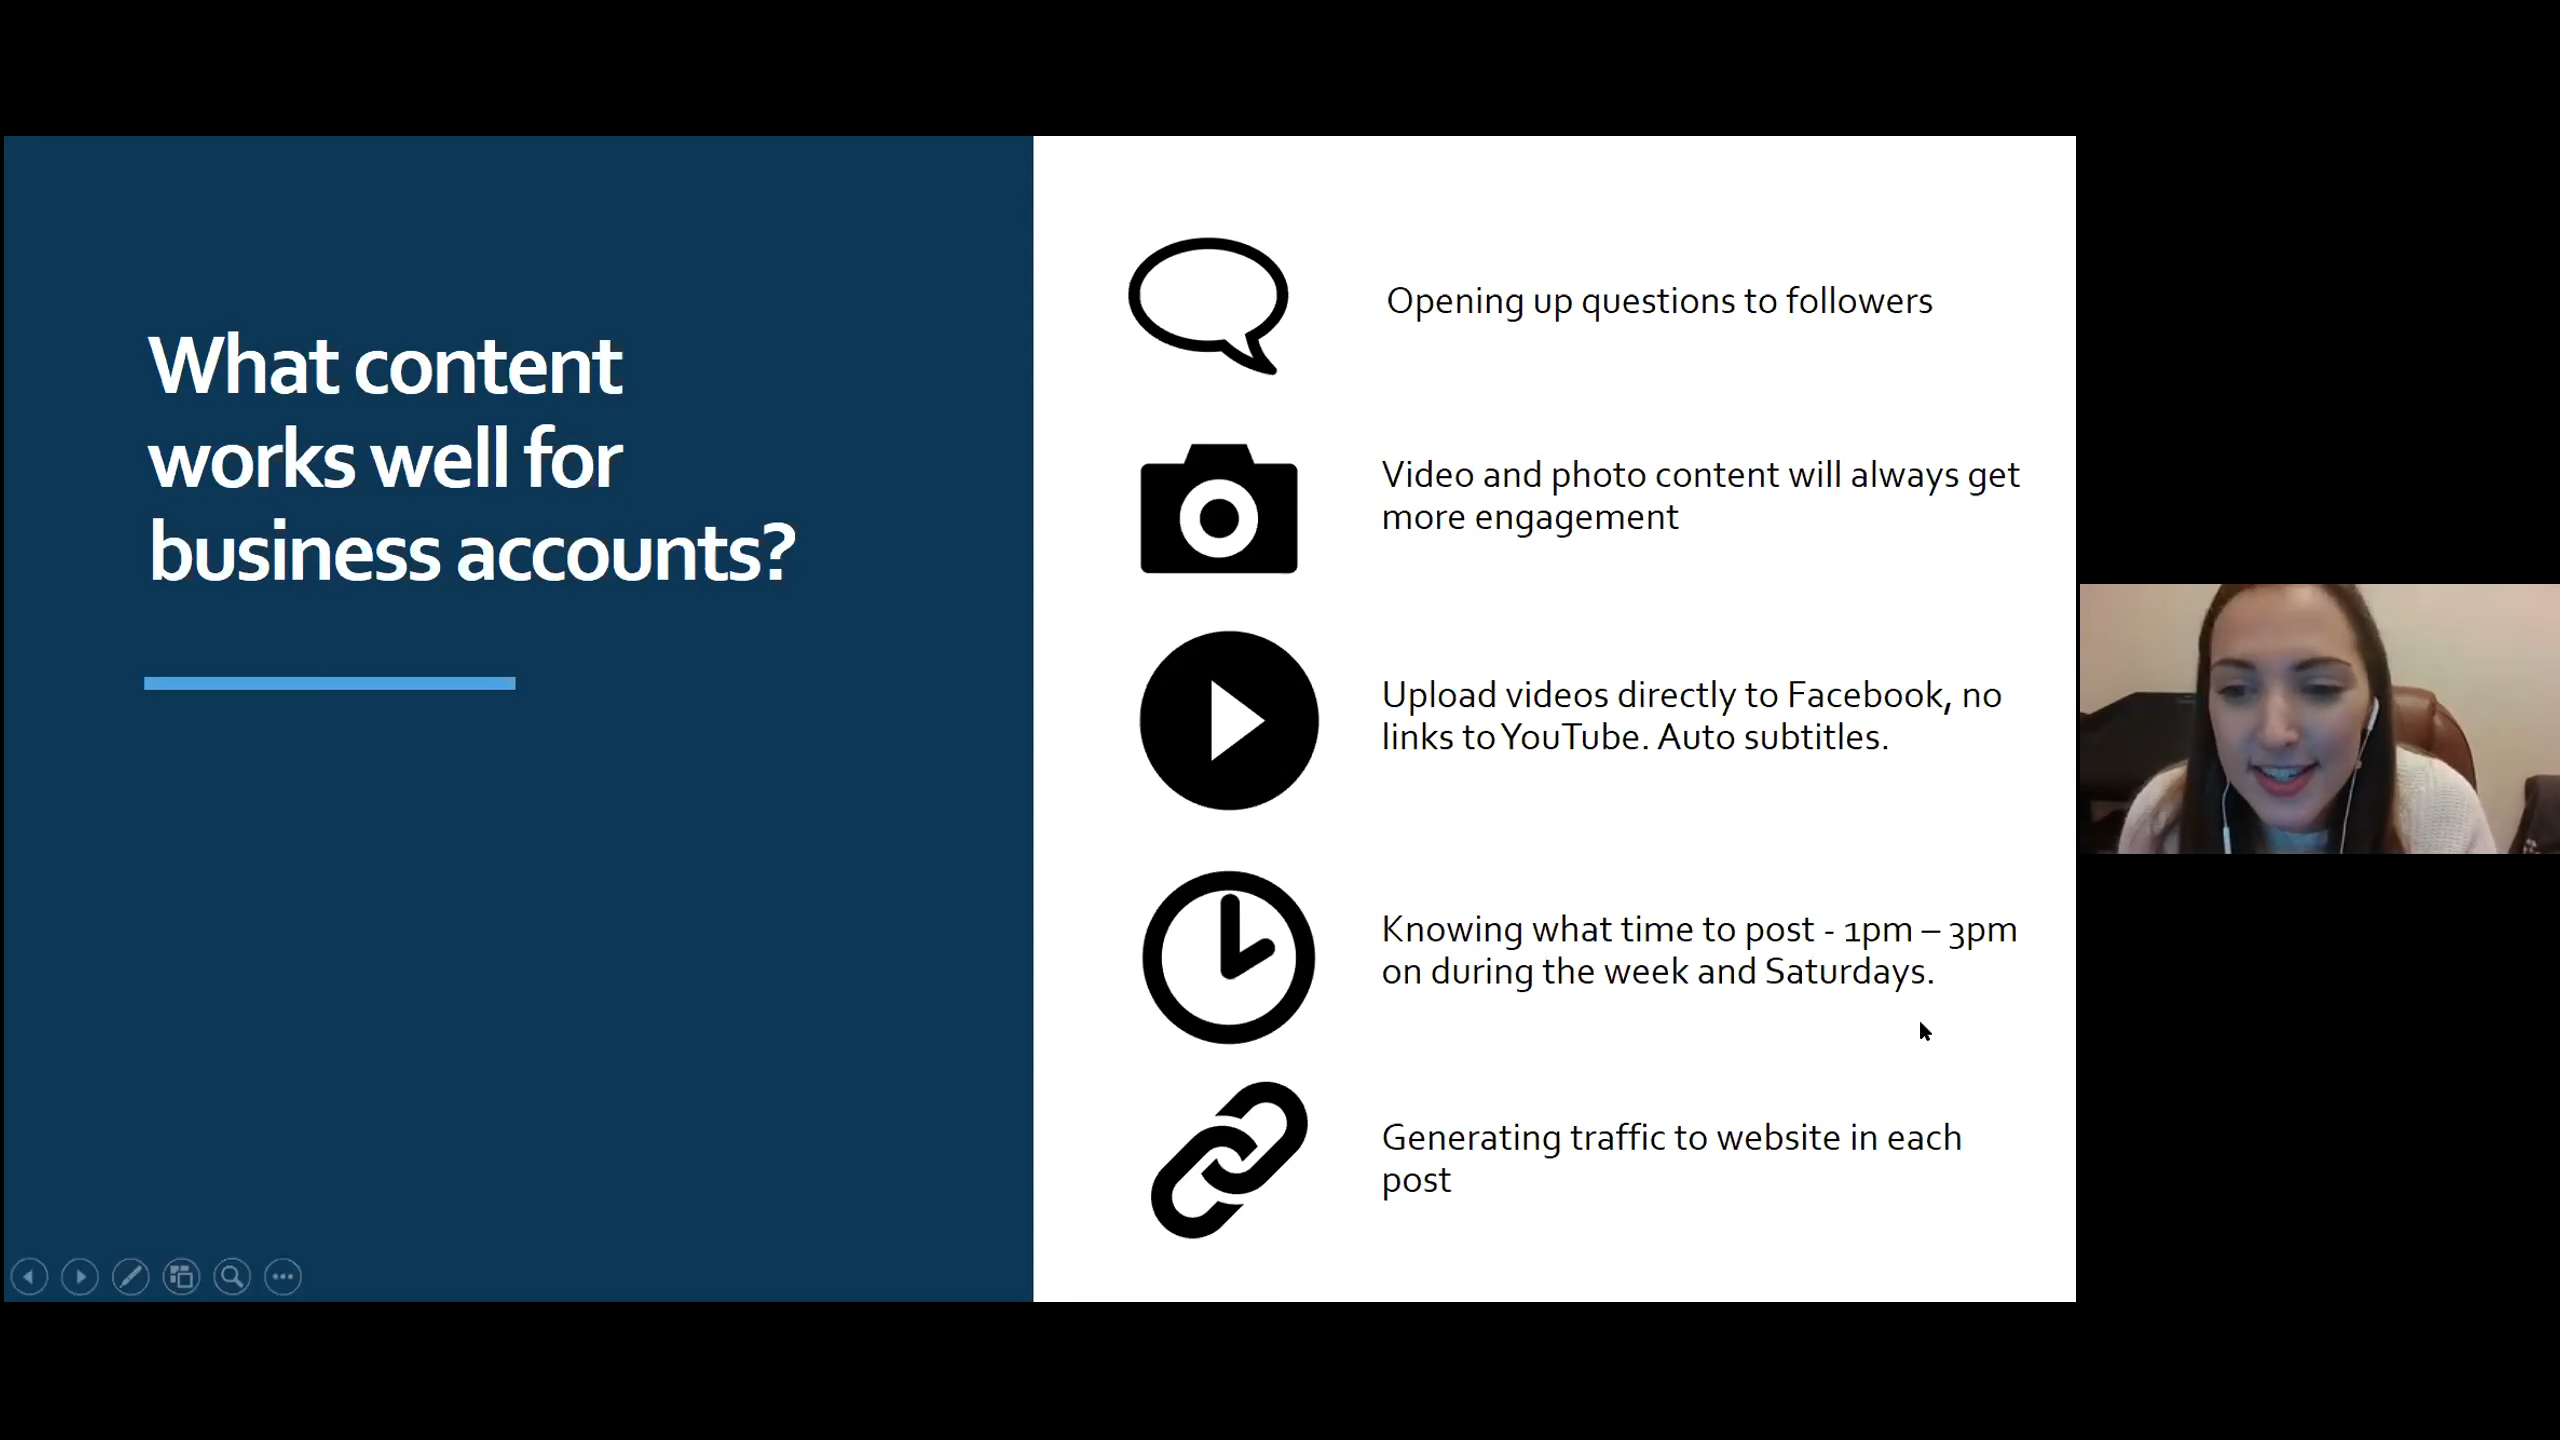 What content
works well for
business accounts?
Opening up questions to followers
Video and photo content will always get
more engagement
Upload videos directly to Facebook, no
links to YouTube. Auto subtitles.
Knowing what time to post - 1pm – 3pm
on during the week and Saturdays.
Generating traffic to website in each
post